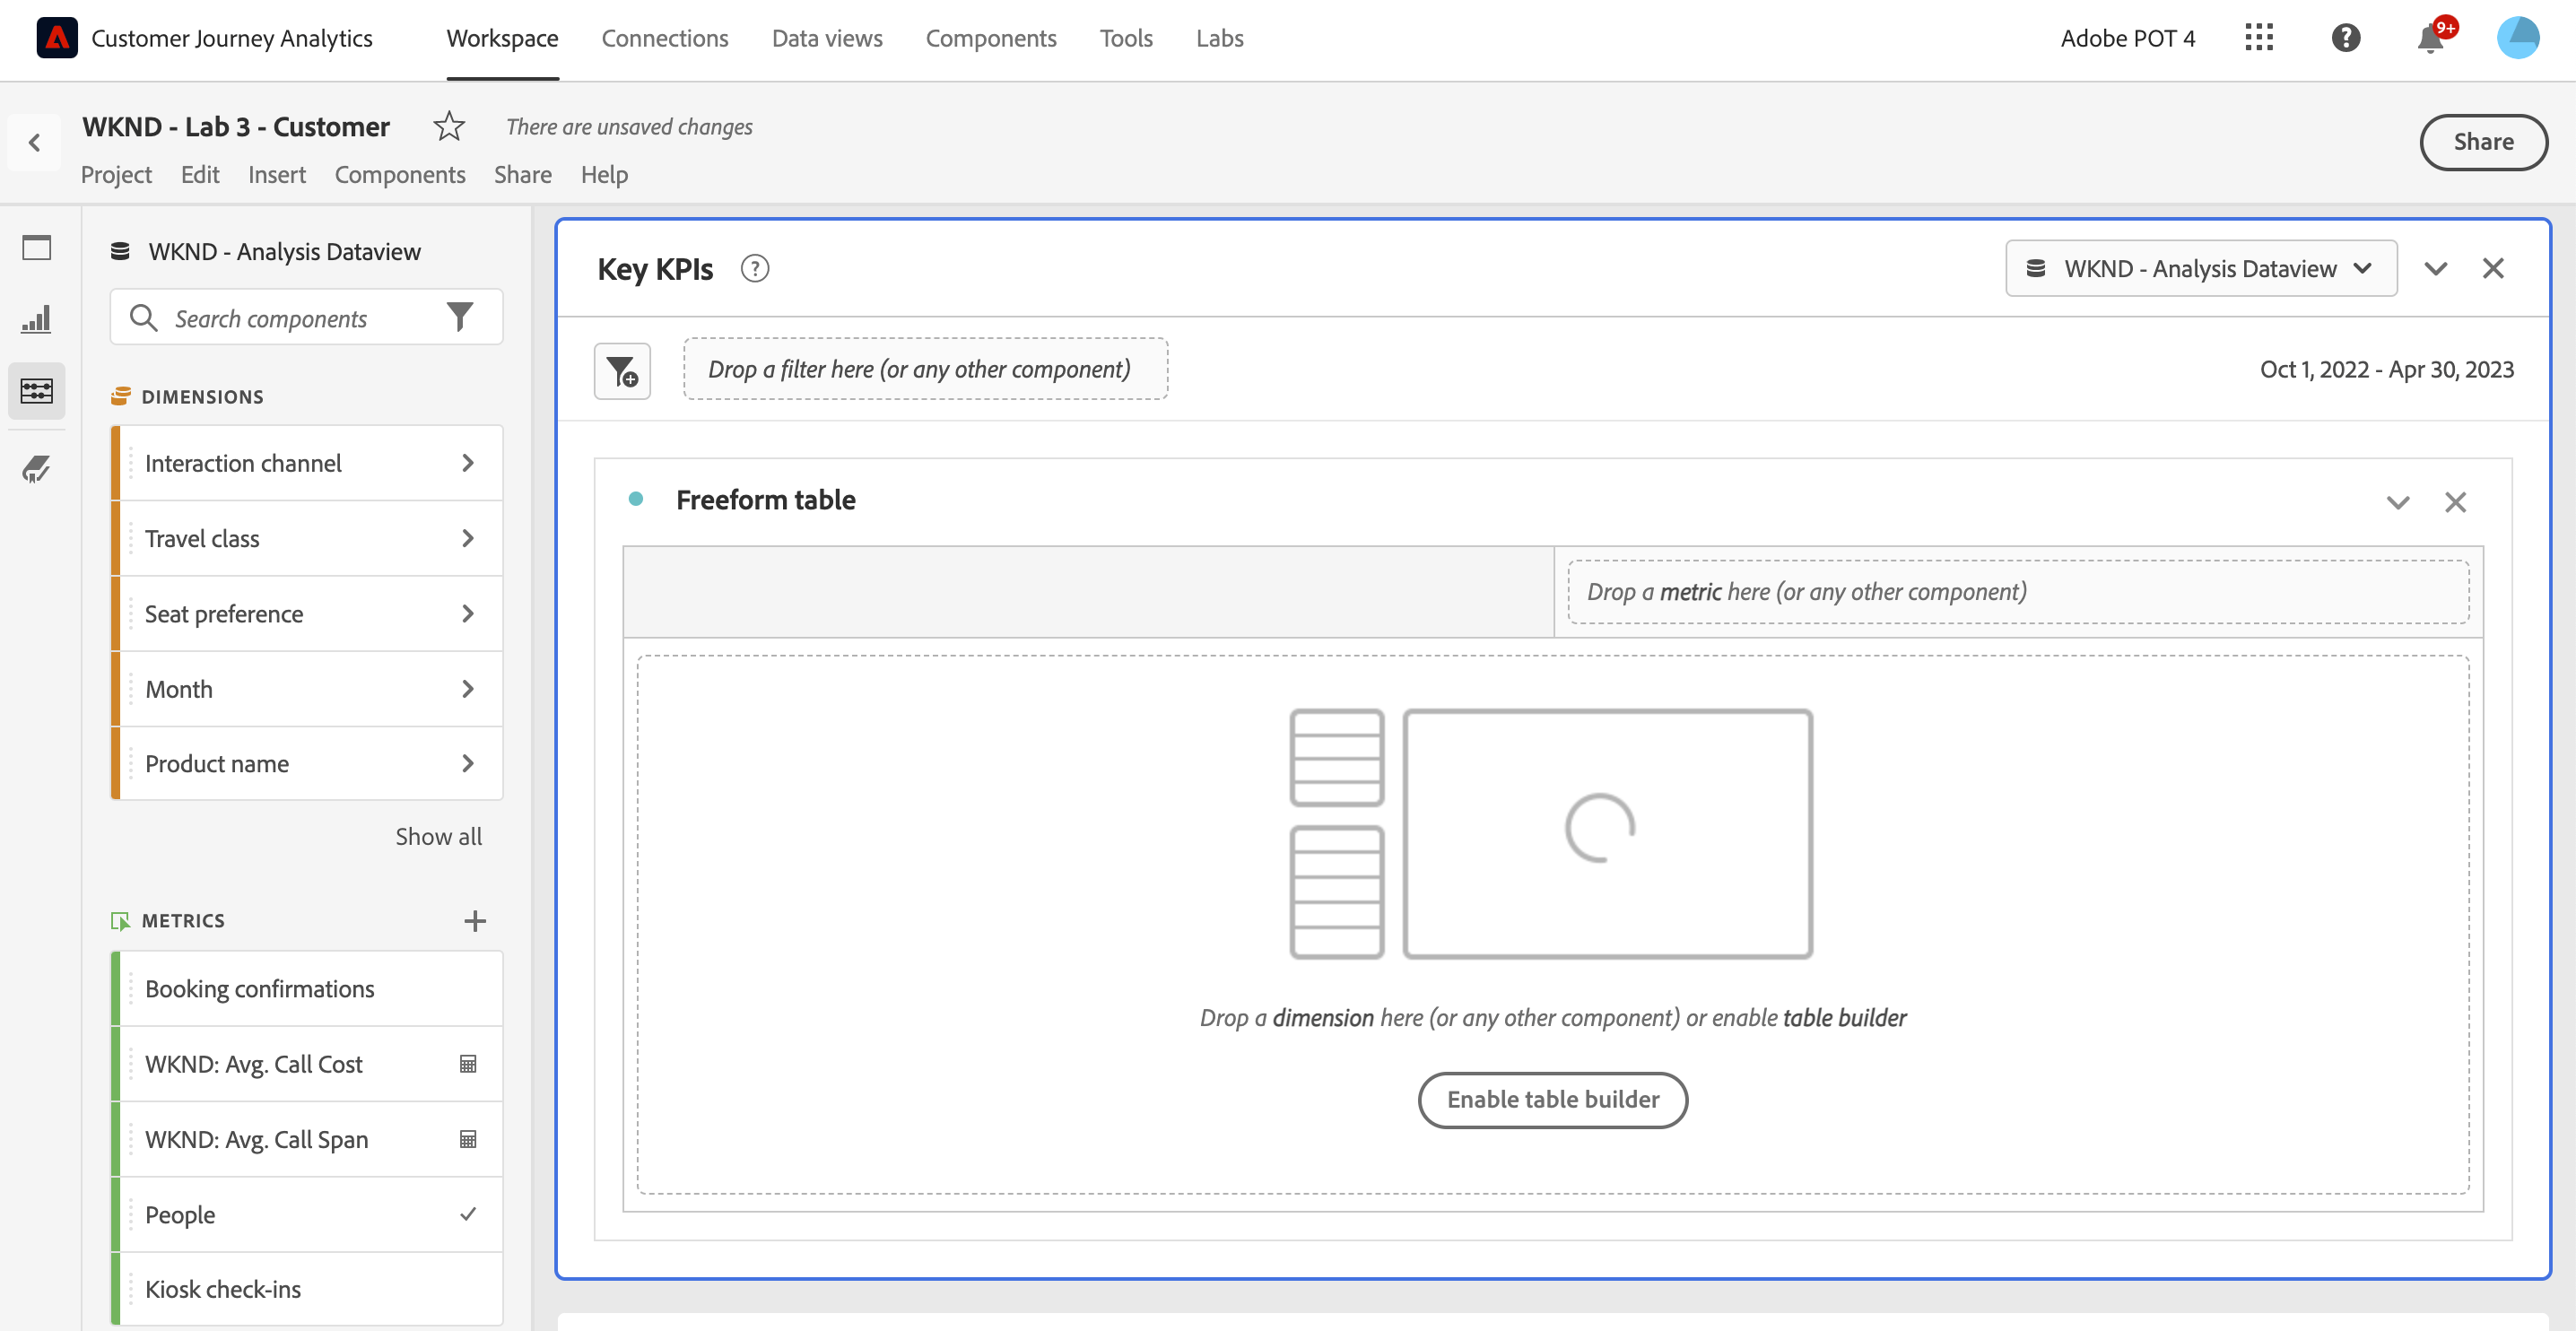 Customer Journey Analytics
Workspace
Connections
Data views
Components
Tools
Labs
Adobe POT 4
?
9+
WKND - Lab 3 - Customer
There are unsaved changes
Project
Edit
Insert
Components
Share
Help
Share
WKND - Analysis Dataview
Search components
DIMENSIONS
Interaction channel
Travel class
Seat preference
Month
Product name
Show all
METRICS
Booking confirmations
WKND: Avg. Call Cost
WKND: Avg. Call Span
People
Kiosk check-ins
Key KPIs
?
WKND - Analysis Dataview
Drop a filter here (or any other component)
Oct 1, 2022 - Apr 30, 2023
Freeform table
Drop a metric here (or any other component)
Drop a dimension here (or any other component) or enable table builder
Enable table builder